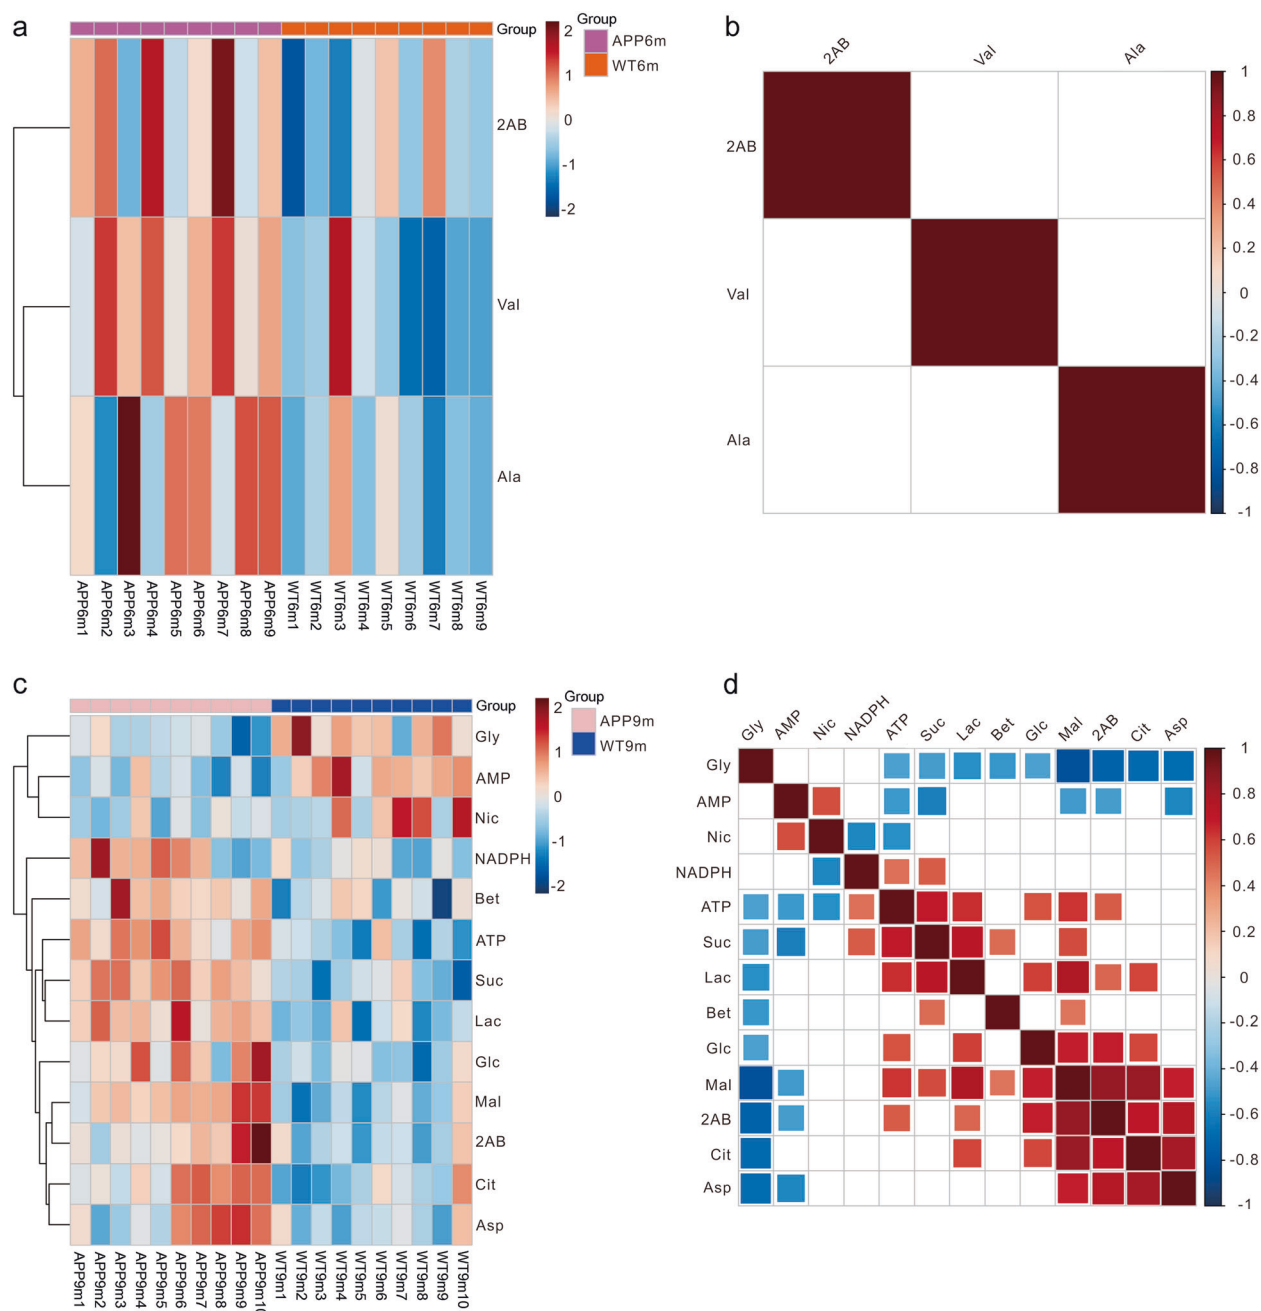 a
Group
2
1
0
-1
-2
Group
APP6m
WT6m
2AB
Val
Ala
APP6m1
APP6m2
APP6m3
APP6m4
APP6m5
APP6m6
APP6m7
APP6m8
APP6m9
WT6m1
WT6m2
WT6m3
WT6m4
WT6m5
WT6m6
WT6m7
WT6m8
WT6m9
b
2AB Val Ala
2AB
Val
Ala
1
0.8
0.6
0.4
0.2
0
-0.2
-0.4
-0.6
-0.8
-1
c
Group
2
1
0
-1
-2
Group
APP9m
WT9m
Gly
AMP
Nic
NADPH
Bet
ATP
Suc
Lac
Glc
Mal
2AB
Cit
Asp
APP9m1
APP9m2
APP9m3
APP9m4
APP9m5
APP9m6
APP9m7
APP9m8
APP9m9
APP9m10
WT9m1
WT9m2
WT9m3
WT9m4
WT9m5
WT9m6
WT9m7
WT9m8
WT9m9
WT9m10
d
Gly AMP Nic NADPH ATP Suc Lac Bet Glc Mal 2AB Cit Asp
Gly
AMP
Nic
NADPH
ATP
Suc
Lac
Bet
Glc
Mal
2AB
Cit
Asp
1
0.8
0.6
0.4
0.2
0
-0.2
-0.4
-0.6
-0.8
-1